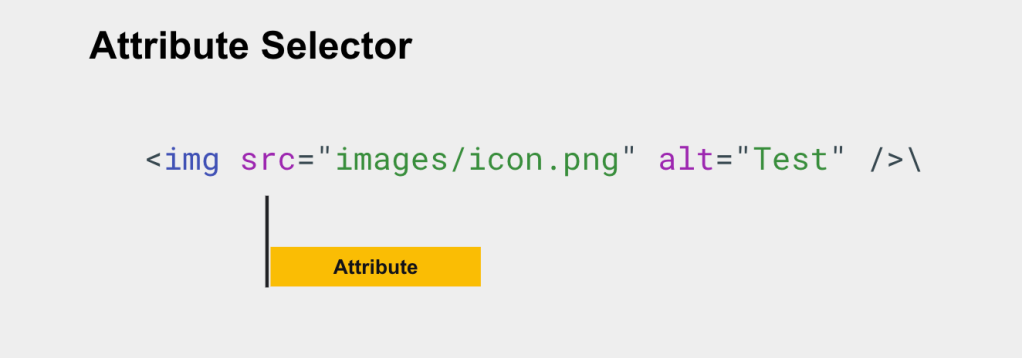 Attribute Selector
<img src="images/icon.png" alt="Test" />\
Attribute